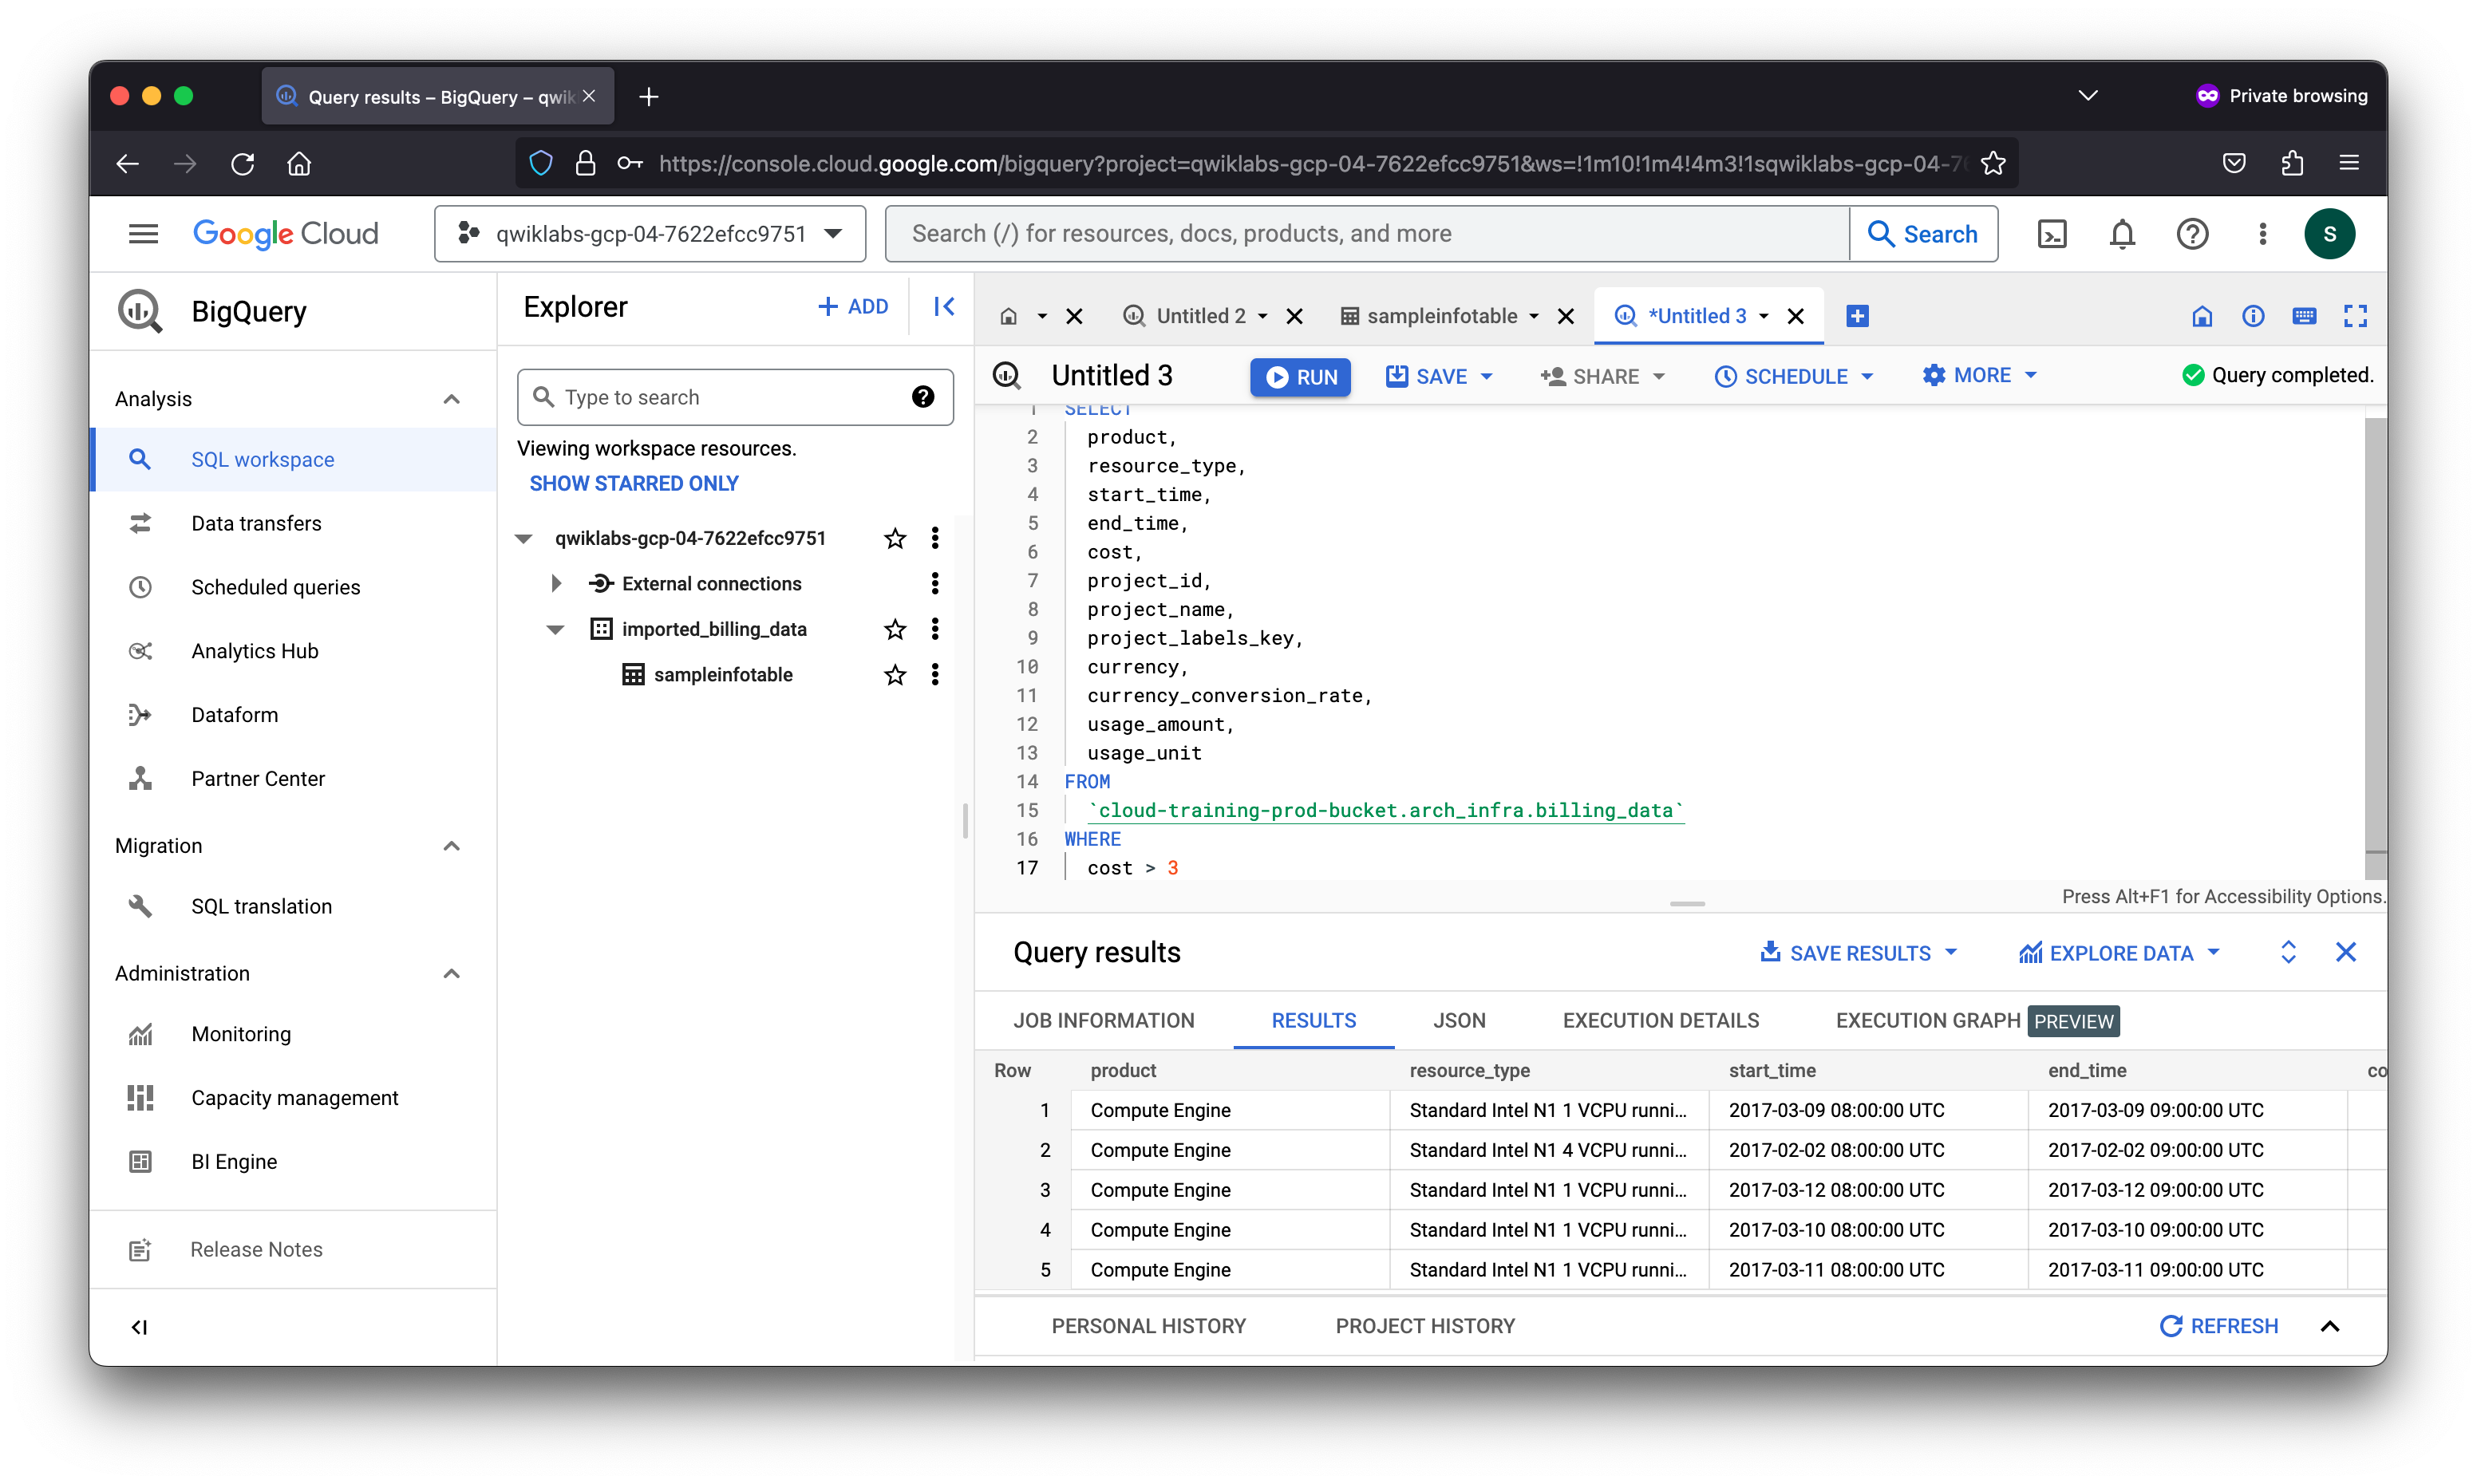 Query results – BigQuery – qwik
Private browsing
https://console.cloud.google.com/bigquery?project=qwiklabs-gcp-04-7622efcc9751&ws=!1m10!1m4!4m3!1sqwiklabs-gcp-04-7
Google Cloud
qwiklabs-gcp-04-7622efcc9751
Search (/) for resources, docs, products, and more
Search
S
BigQuery
Analysis
SQL workspace
Data transfers
Scheduled queries
Analytics Hub
Dataform
Partner Center
Migration
SQL translation
Administration
Monitoring
Capacity management
BI Engine
Release Notes
Explorer
+ ADD
Type to search
Viewing workspace resources.
SHOW STARRED ONLY
qwiklabs-gcp-04-7622efcc9751
External connections
imported_billing_data
sampleinfotable
Untitled 2
sampleinfotable
*Untitled 3
Untitled 3
RUN
SAVE
SHARE
SCHEDULE
MORE
Query completed.
1 SELECT
2 product,
3 resource_type,
4 start_time,
5 end_time,
6 cost,
7 project_id,
8 project_name,
9 project_labels_key,
10 currency,
11 currency_conversion_rate,
12 usage_amount,
13 usage_unit
14 FROM
15 `cloud-training-prod-bucket.arch_infra.billing_data`
16 WHERE
17 cost > 3
Press Alt+F1 for Accessibility Options.
Query results
SAVE RESULTS
EXPLORE DATA
JOB INFORMATION
RESULTS
JSON
EXECUTION DETAILS
EXECUTION GRAPH PREVIEW
Row product resource_type start_time end_time co
1 Compute Engine Standard Intel N1 1 VCPU runni... 2017-03-09 08:00:00 UTC 2017-03-09 09:00:00 UTC
2 Compute Engine Standard Intel N1 4 VCPU runni... 2017-02-02 08:00:00 UTC 2017-02-02 09:00:00 UTC
3 Compute Engine Standard Intel N1 1 VCPU runni... 2017-03-12 08:00:00 UTC 2017-03-12 09:00:00 UTC
4 Compute Engine Standard Intel N1 1 VCPU runni... 2017-03-10 08:00:00 UTC 2017-03-10 09:00:00 UTC
5 Compute Engine Standard Intel N1 1 VCPU runni... 2017-03-11 08:00:00 UTC 2017-03-11 09:00:00 UTC
PERSONAL HISTORY
PROJECT HISTORY
REFRESH